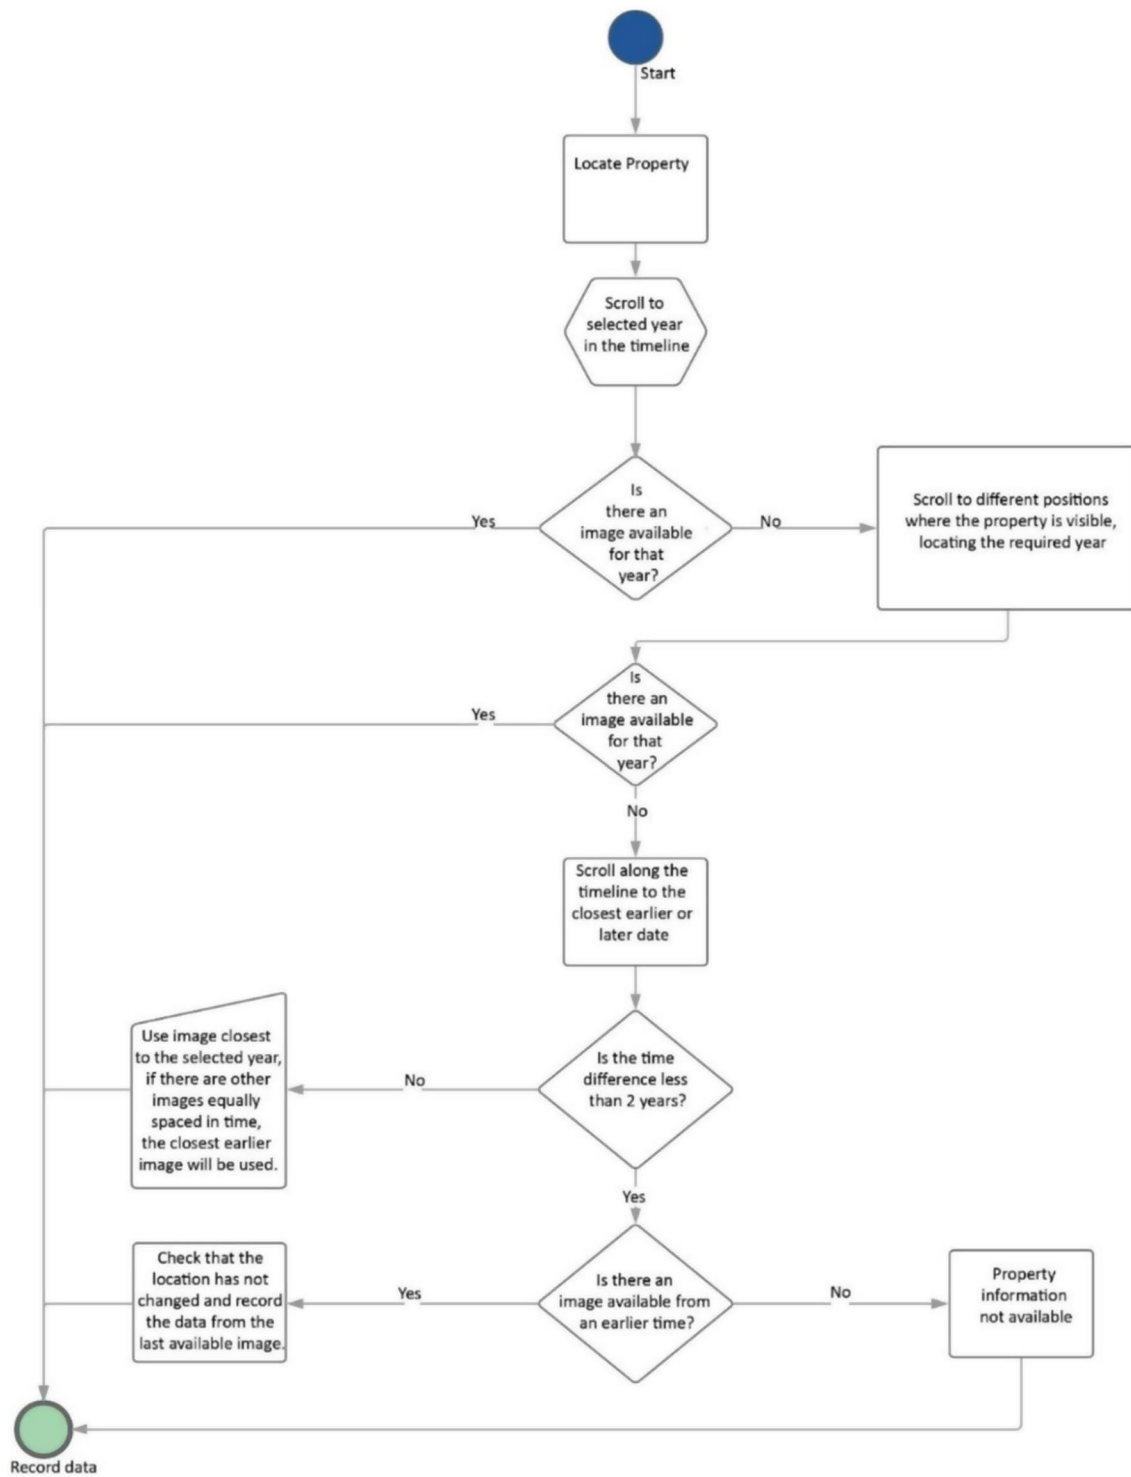 Start
Locate Property
Scroll to
selected year
in the timeline
Is
there an
image available
for that
year?
Yes
No
Scroll to different positions
where the property is visible,
locating the required year
Is
there an
image available
for that
year?
Yes
No
Scroll along the
timeline to the
closest earlier or
later date
Is the time
difference less
than 2 years?
No
Use image closest
to the selected year,
if there are other
images equally
spaced in time,
the closest earlier
image will be used.
Yes
Is there an
image available from
an earlier time?
Yes
Check that the
location has not
changed and record
the data from the
last available image.
No
Property
information
not available
Record data